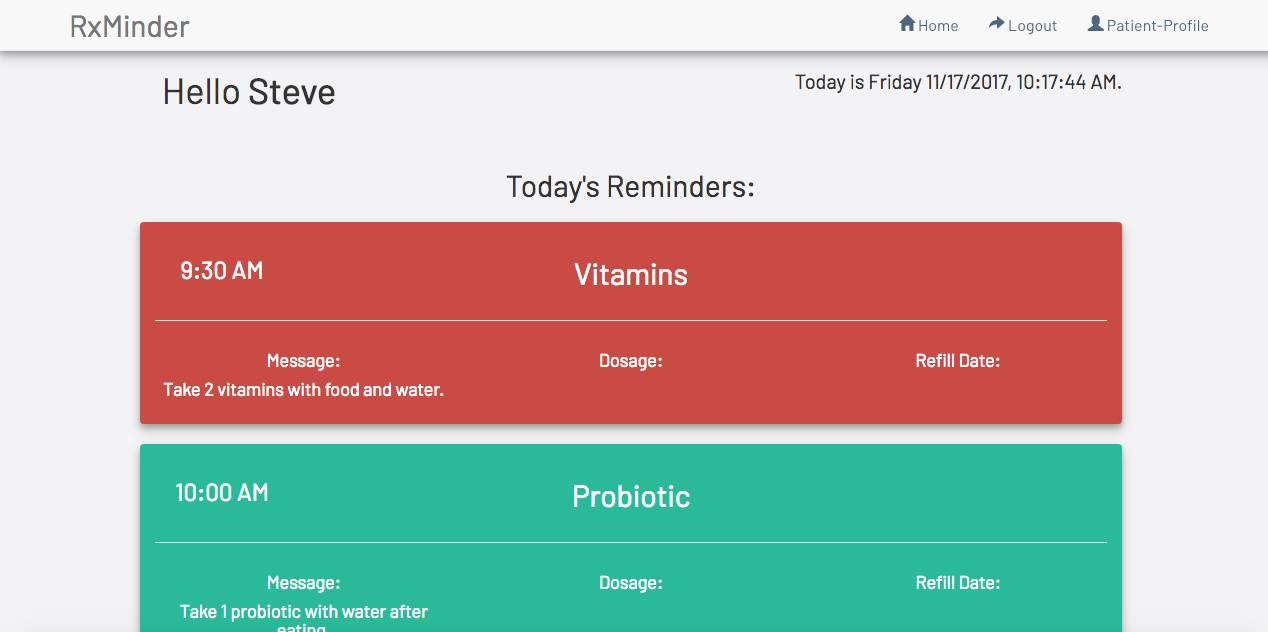 RxMinder
Home Logout Patient-Profile
Hello Steve
Today is Friday 11/17/2017, 10:17:44 AM.
Today's Reminders:
9:30 AM
Vitamins
Message:
Dosage:
Refill Date:
Take 2 vitamins with food and water.
10:00 AM
Probiotic
Message:
Dosage:
Refill Date:
Take 1 probiotic with water after
eating.